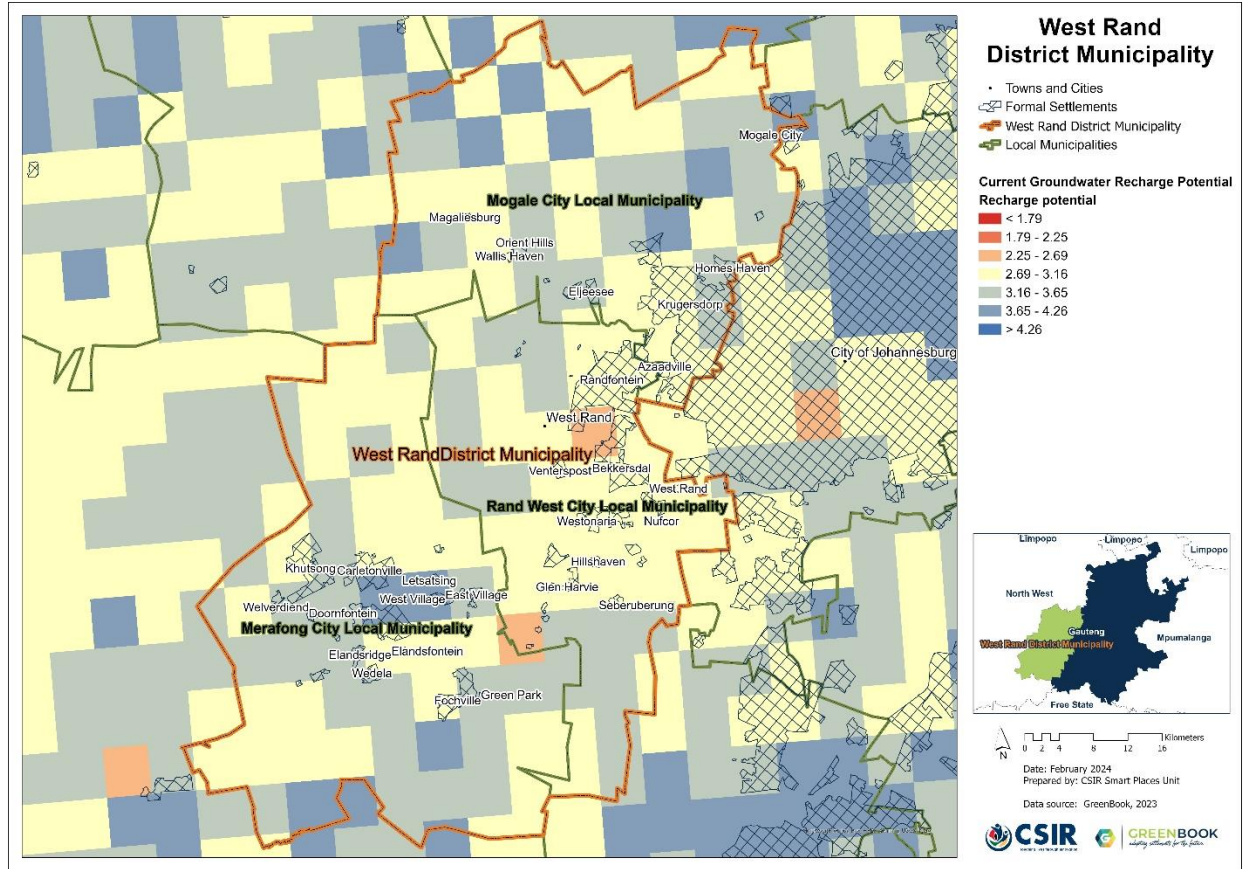 West Rand
District Municipality
Towns and Cities
Formal Settlements
West Rand District Municipality
Local Municipalities
Current Groundwater Recharge Potential
Recharge potential
< 1.79
1.79 - 2.25
2.25 - 2.69
2.69 - 3.16
3.16 - 3.65
3.65 - 4.26
> 4.26
Mogale City
Mogale City Local Municipality
Magaliesburg
Orient Hills
Wallis Haven
Homes Haven
Eljeesee
Krugersdorp
City of Johannesburg
Azaadville
Randfontein
West Rand
West RandDistrict Municipality
Venterspost
Bekkersdal
West Rand
Rand West City Local Municipality
Westonaria
Nufcor
Hillshaven
Khutsong
Carletonville
Letsatsing
Glen Harvie
West Village
East Village
Welverdiend
Doornfontein
Seberuberung
Merafong City Local Municipality
Elandsridge
Elandsfontein
Wedela
Fochville
Green Park
Limpopo
Limpopo
Limpopo
North West
Gauteng
Mpumalanga
West Rand District Municipality
Free State
N
0 2 4 8 12 16
Kilometers
Date: February 2024
Prepared by: CSIR Smart Places Unit
Data source: GreenBook, 2023
CSIR
GREENBOOK
adapting settlements for the future